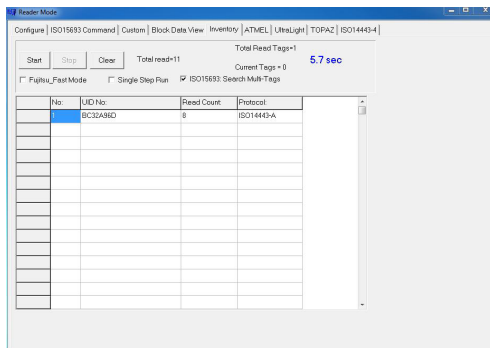 Reader Mode
Configure ISO15693 Command Custom Block Data View Inventory ATMEL UltraLight TOPAZ ISO14443-4
Total Read Tags=1
Start Stop Clear Total read=11 5.7 sec
Current Tags = 0
Fujitsu_Fast Mode Single Step Run ISO15693: Search Multi-Tags
No: UID No: Read Count Protocol:
1 BC32A96D 8 ISO14443-A